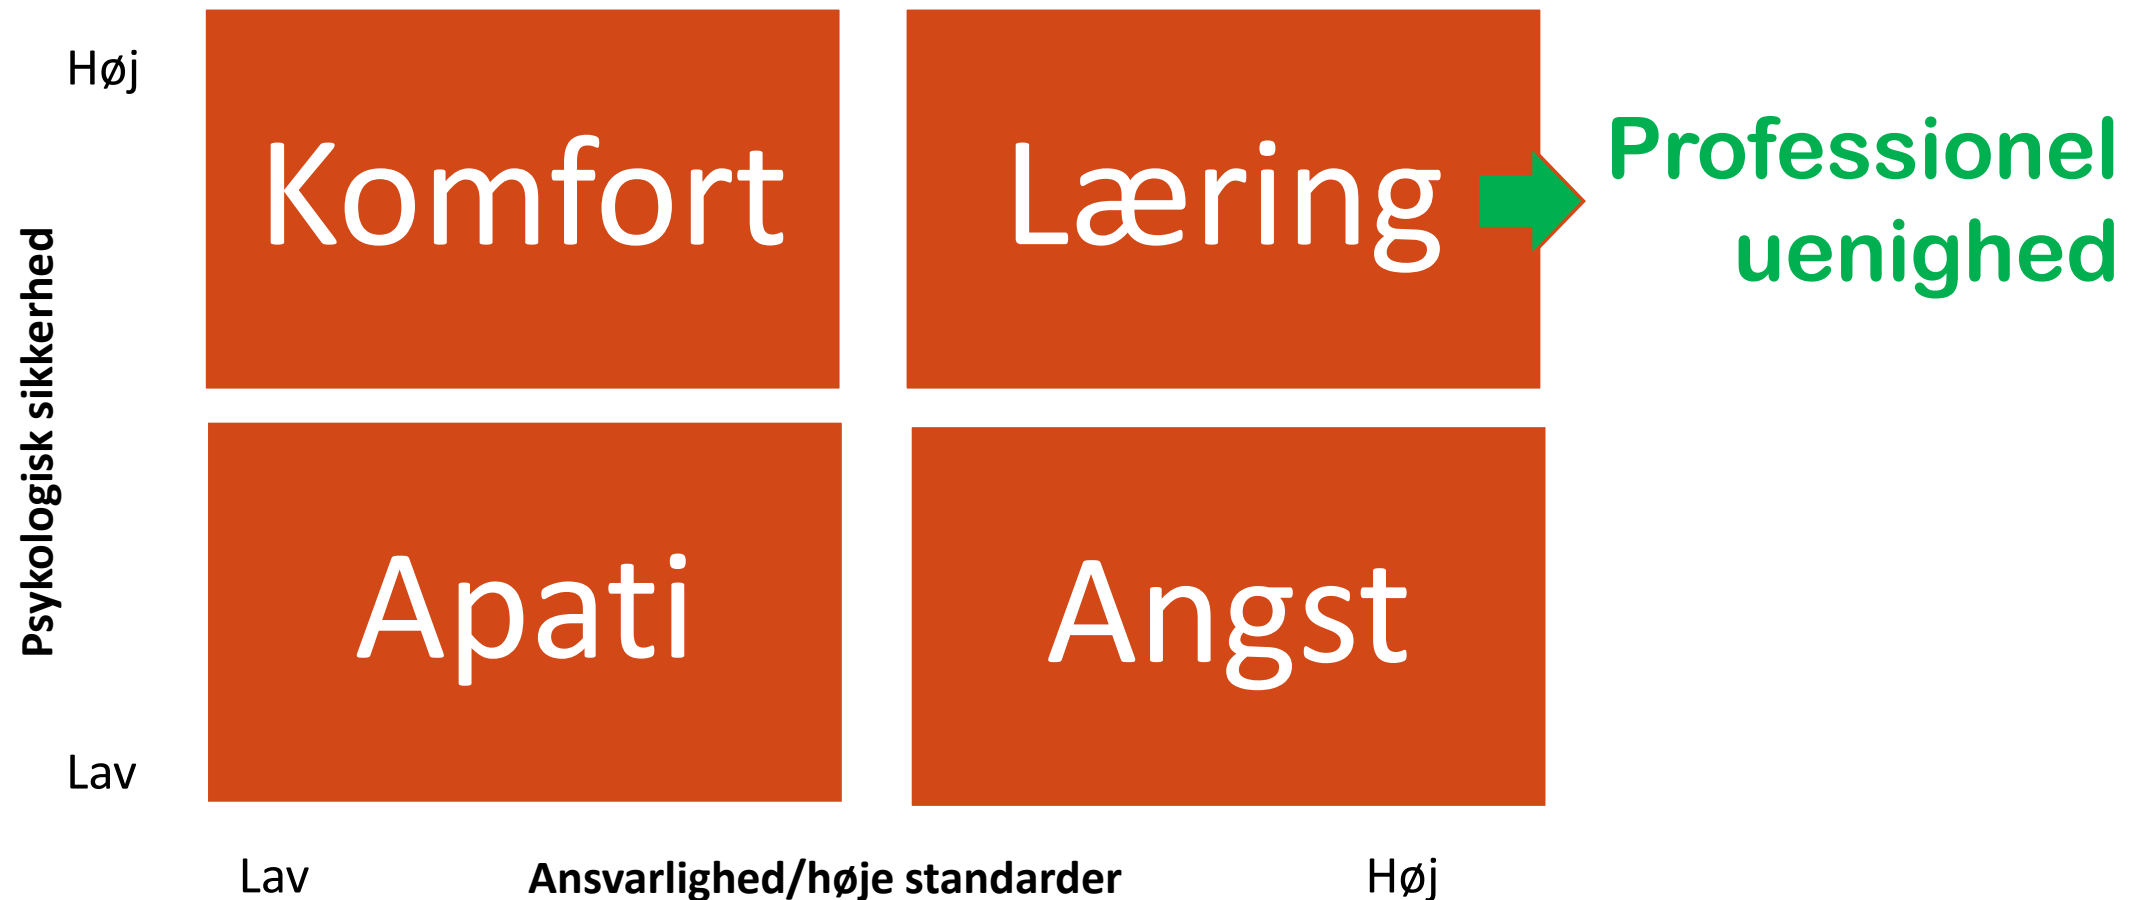 Høj
Komfort
Læring
Professionel
uenighed
Psykologisk sikkerhed
Apati
Angst
Lav
Lav
Ansvarlighed/høje standarder
Høj